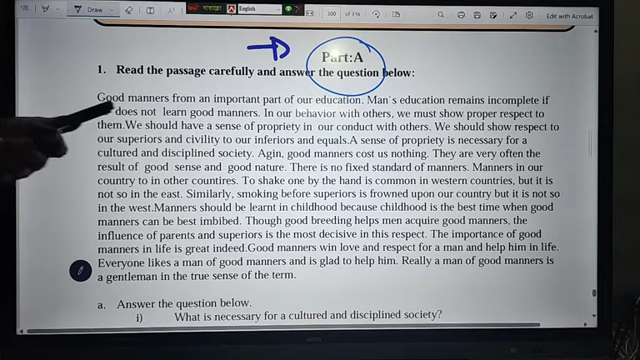 Draw
English
300 of 316
Edit with Acrobat
Part:A
1. Read the passage carefully and answer the question below:
Good manners from an important part of our education. Man`s education remains incomplete if
does not learn good manners. In our behavior with others, we must show proper respect to
them.We should have a sense of propriety in our conduct with others. We should show respect to
our superiors and civility to our inferiors and equals.A sense of propriety is necessary for a
cultured and disciplined society. Agin, good manners cost us nothing. They are very often the
result of good sense and good nature. There is no fixed standard of manners. Manners in our
country to in other countires. To shake one by the hand is common in western countries, but it is
not so in the east. Similarly, smoking before superiors is frowned upon our country but it is not so
in the west.Manners should be learnt in childhood because childhood is the best time when good
manners can be best imbibed. Though good breeding helps men acquire good manners, the
influence of parents and superiors is the most decisive in this respect. The importance of good
manners in life is great indeed.Good manners win love and respect for a man and help him in life.
Everyone likes a man of good manners and is glad to help him. Really a man of good manners is
a gentleman in the true sense of the term.
a. Answer the question below.
i) What is necessary for a cultured and disciplined society?